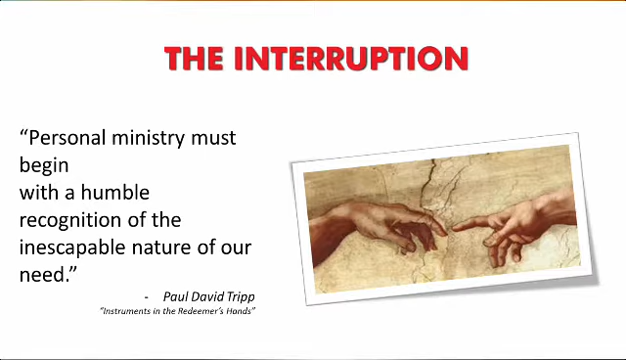 THE INTERRUPTION
“Personal ministry must
begin
with a humble
recognition of the
inescapable nature of our
need.”
- Paul David Tripp
“Instruments in the Redeemer’s Hands”